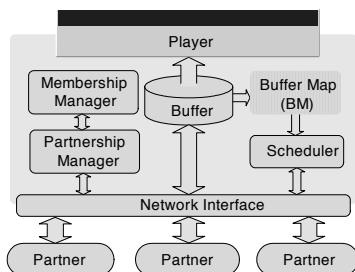 Player
Membership
Manager
Buffer
Buffer Map
(BM)
Partnership
Manager
Scheduler
Network Interface
Partner
Partner
Partner